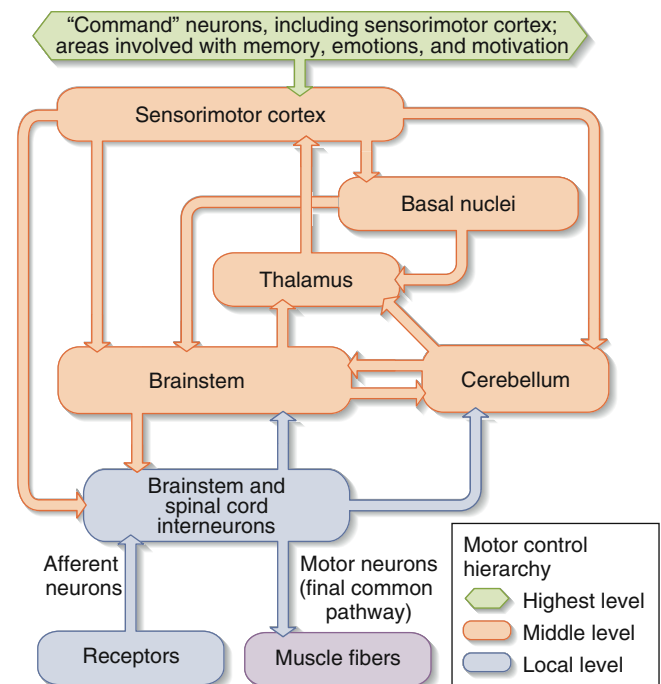 “Command” neurons, including sensorimotor cortex;
areas involved with memory, emotions, and motivation
Sensorimotor cortex
Basal nuclei
Thalamus
Brainstem
Cerebellum
Brainstem and
spinal cord
interneurons
Afferent
neurons
Motor neurons
(final common
pathway)
Receptors
Muscle fibers
Motor control
hierarchy
Highest level
Middle level
Local level